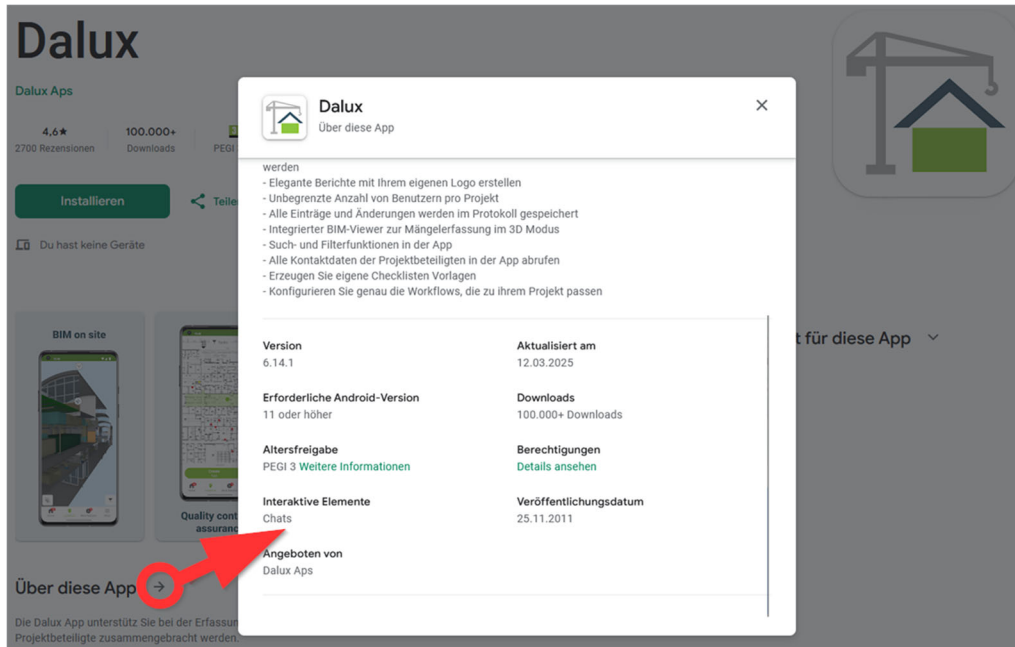 Dalux
Dalux Aps
4,6★
2700 Rezensionen
100.000+
Downloads
PEGI
Installieren
Teile
Du hast keine Geräte
BIM on site
Quality cont
assuranc
Über diese App →
Die Dalux App unterstütz Sie bei der Erfassun
Projektbeteiligte zusammengebracht werden.
t für diese App
Dalux
Über diese App
werden
- Elegante Berichte mit Ihrem eigenen Logo erstellen
- Unbegrenzte Anzahl von Benutzern pro Projekt
- Alle Einträge und Änderungen werden im Protokoll gespeichert
- Integrierter BIM-Viewer zur Mängelerfassung im 3D Modus
- Such- und Filterfunktionen in der App
- Alle Kontaktdaten der Projektbeteiligten in der App abrufen
- Erzeugen Sie eigene Checklisten Vorlagen
- Konfigurieren Sie genau die Workflows, die zu ihrem Projekt passen
Version
6.14.1
Aktualisiert am
12.03.2025
Erforderliche Android-Version
11 oder höher
Downloads
100.000+ Downloads
Altersfreigabe
PEGI 3 Weitere Informationen
Berechtigungen
Details ansehen
Interaktive Elemente
Chats
Veröffentlichungsdatum
25.11.2011
Angeboten von
Dalux Aps